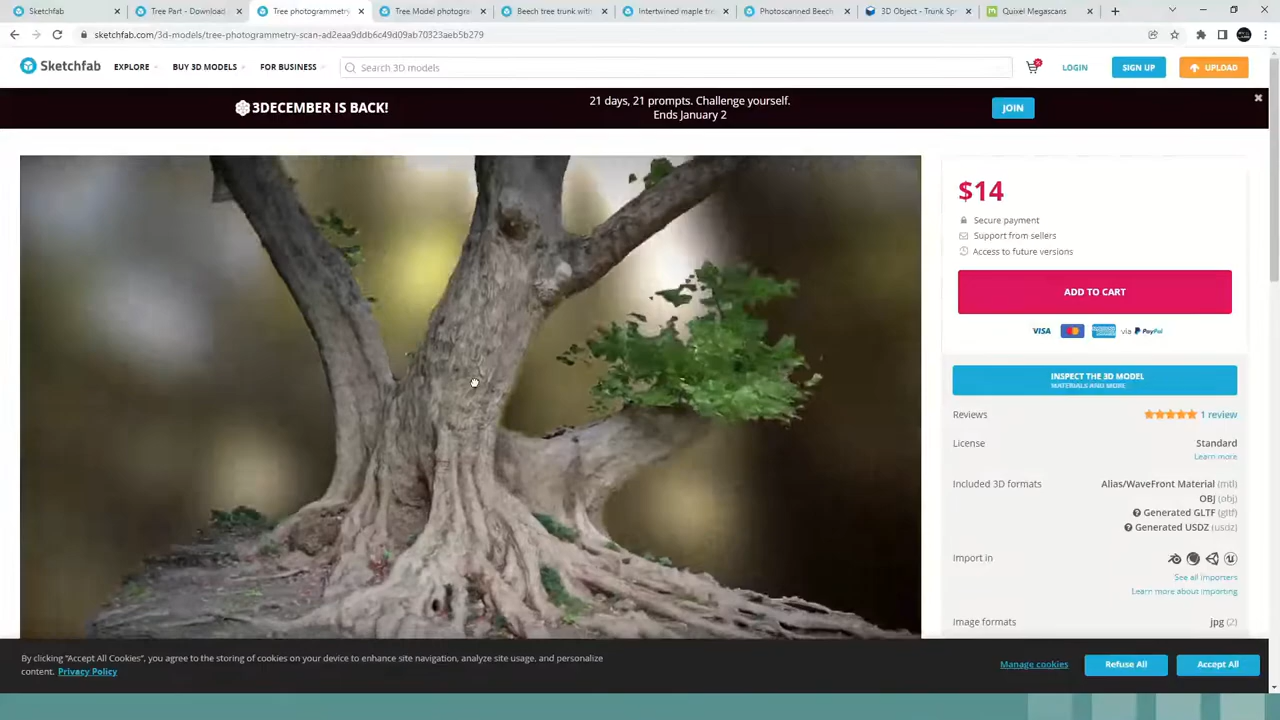 Sketchfab
Tree Part - Download
Tree photogrammetry
Tree Model photogr
Beech tree trunk with
Intertwined maple tr
Photoscanned Beech
3D Object - Trunk Sp
Quixel Megascans
sketchfab.com/3d-models/tree-photogrammetry-scan-ad2eaa9ddb6c49d09ab70323aeb5b279
Sketchfab
EXPLORE
BUY 3D MODELS
FOR BUSINESS
Search 3D models
LOGIN
SIGN UP
UPLOAD
3DECEMBER IS BACK!
21 days, 21 prompts. Challenge yourself.
Ends January 2
JOIN
$14
Secure payment
Support from sellers
Access to future versions
ADD TO CART
VISA
via PayPal
INSPECT THE 3D MODEL
MATERIALS AND MORE
Reviews
1 review
License
Standard
Learn more
Included 3D formats
Alias/WaveFront Material (mtl)
OBJ (obj)
Generated GLTF (gltf)
Generated USDZ (usdz)
Import in
See all importers
Learn more about importing
Image formats
jpg (2)
By clicking "Accept All Cookies", you agree to the storing of cookies on your device to enhance site navigation, analyze site usage, and personalize
content. Privacy Policy
Manage cookies
Refuse All
Accept All